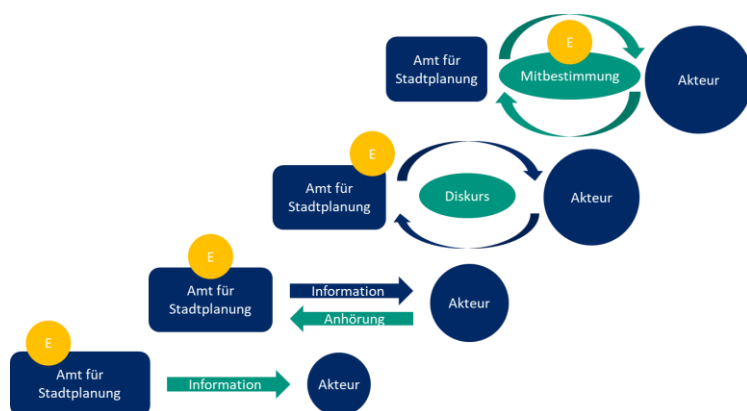 E
Amt für
Stadtplanung
Mitbestimmung
Akteur
E
Amt für
Stadtplanung
Diskurs
Akteur
E
Amt für
Stadtplanung
Information
Anhörung
Akteur
E
Amt für
Stadtplanung
Information
Akteur